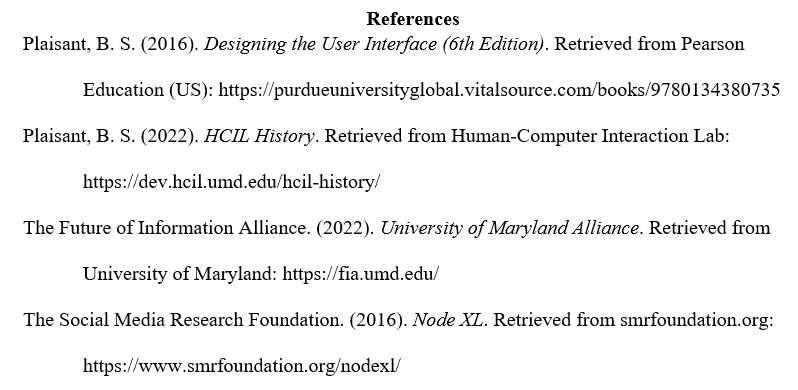 References
Plaisant, B. S. (2016). Designing the User Interface (6th Edition). Retrieved from Pearson
Education (US): https://purdueuniversityglobal.vitalsource.com/books/9780134380735
Plaisant, B. S. (2022). HCIL History. Retrieved from Human-Computer Interaction Lab:
https://dev.hcil.umd.edu/hcil-history/
The Future of Information Alliance. (2022). University of Maryland Alliance. Retrieved from
University of Maryland: https://fia.umd.edu/
The Social Media Research Foundation. (2016). Node XL. Retrieved from smrfoundation.org:
https://www.smrfoundation.org/nodexl/